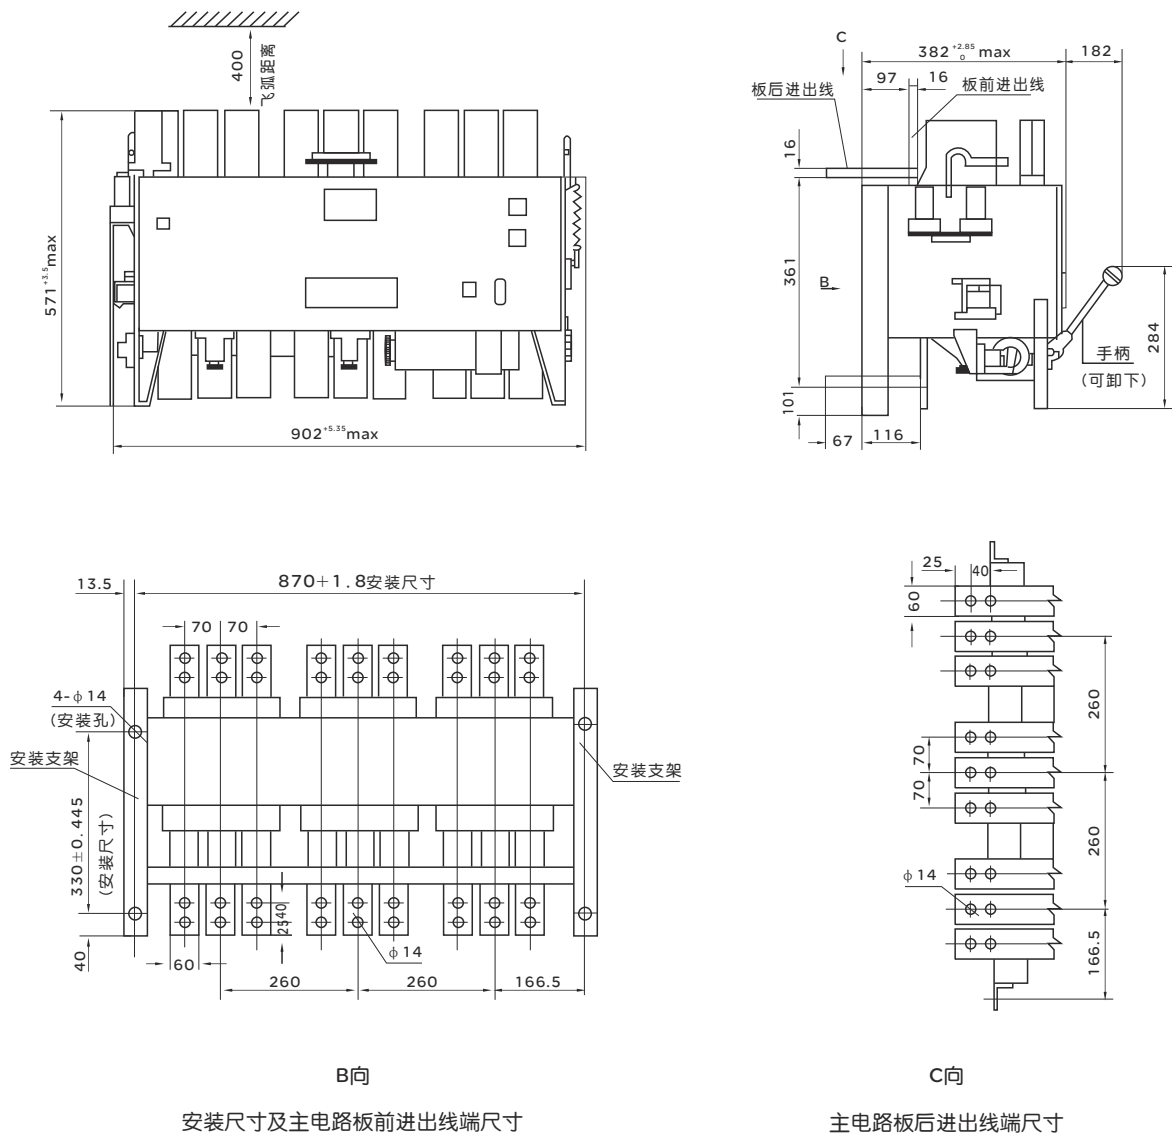 400
飞弧距离
571+3.5max
902+5.35max
C
382+2.85 0 max
182
97
16
板后进出线
板前进出线
16
361
B
284
手柄
(可卸下)
101
67
116
13.5
870+1.8安装尺寸
70
70
4-ϕ14
(安装孔)
安装支架
安装支架
330±0.445
(安装尺寸)
40
2540
60
ϕ14
260
260
166.5
25
40
60
260
70
70
260
ϕ14
166.5
B向
安装尺寸及主电路板前进出线端尺寸
C向
主电路板后进出线端尺寸